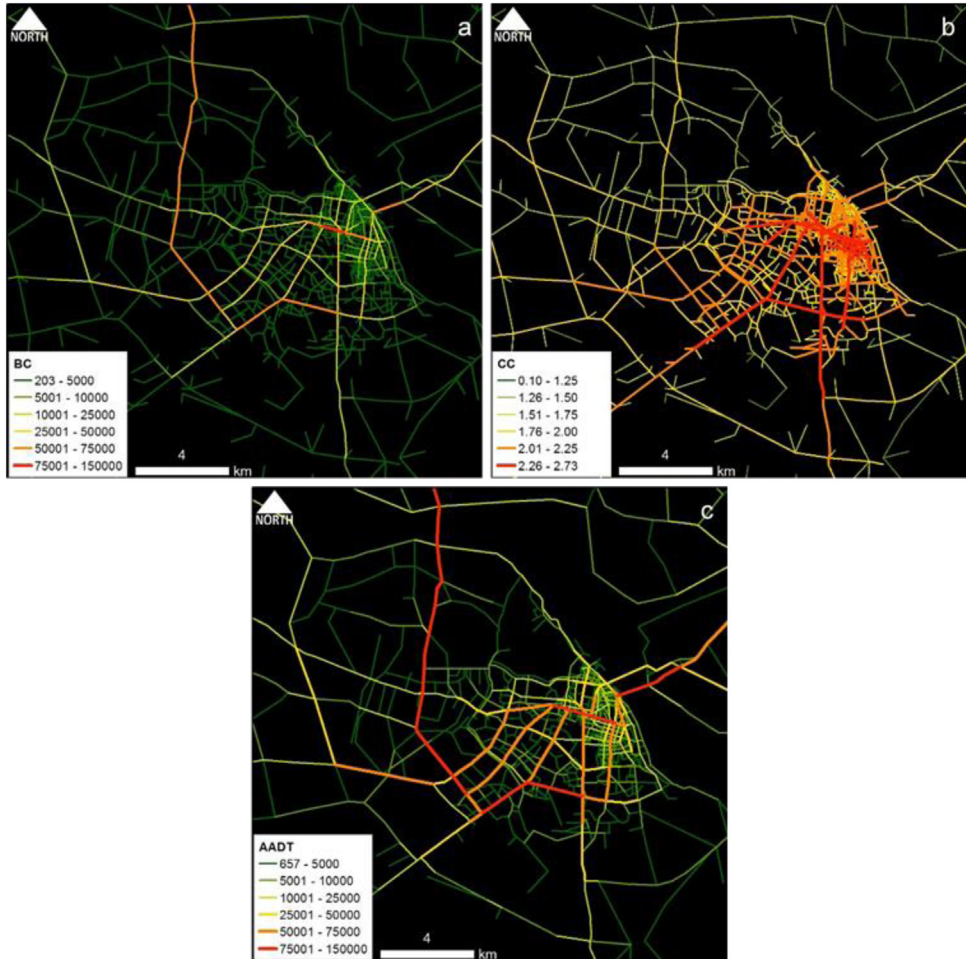 NORTH
a
BC
203 - 5000
5001 - 10000
10001 - 25000
25001 - 50000
50001 - 75000
75001 - 150000
4
km
NORTH
b
CC
0.10 - 1.25
1.26 - 1.50
1.51 - 1.75
1.76 - 2.00
2.01 - 2.25
2.26 - 2.73
4
km
NORTH
c
AADT
657 - 5000
5001 - 10000
10001 - 25000
25001 - 50000
50001 - 75000
75001 - 150000
4
km